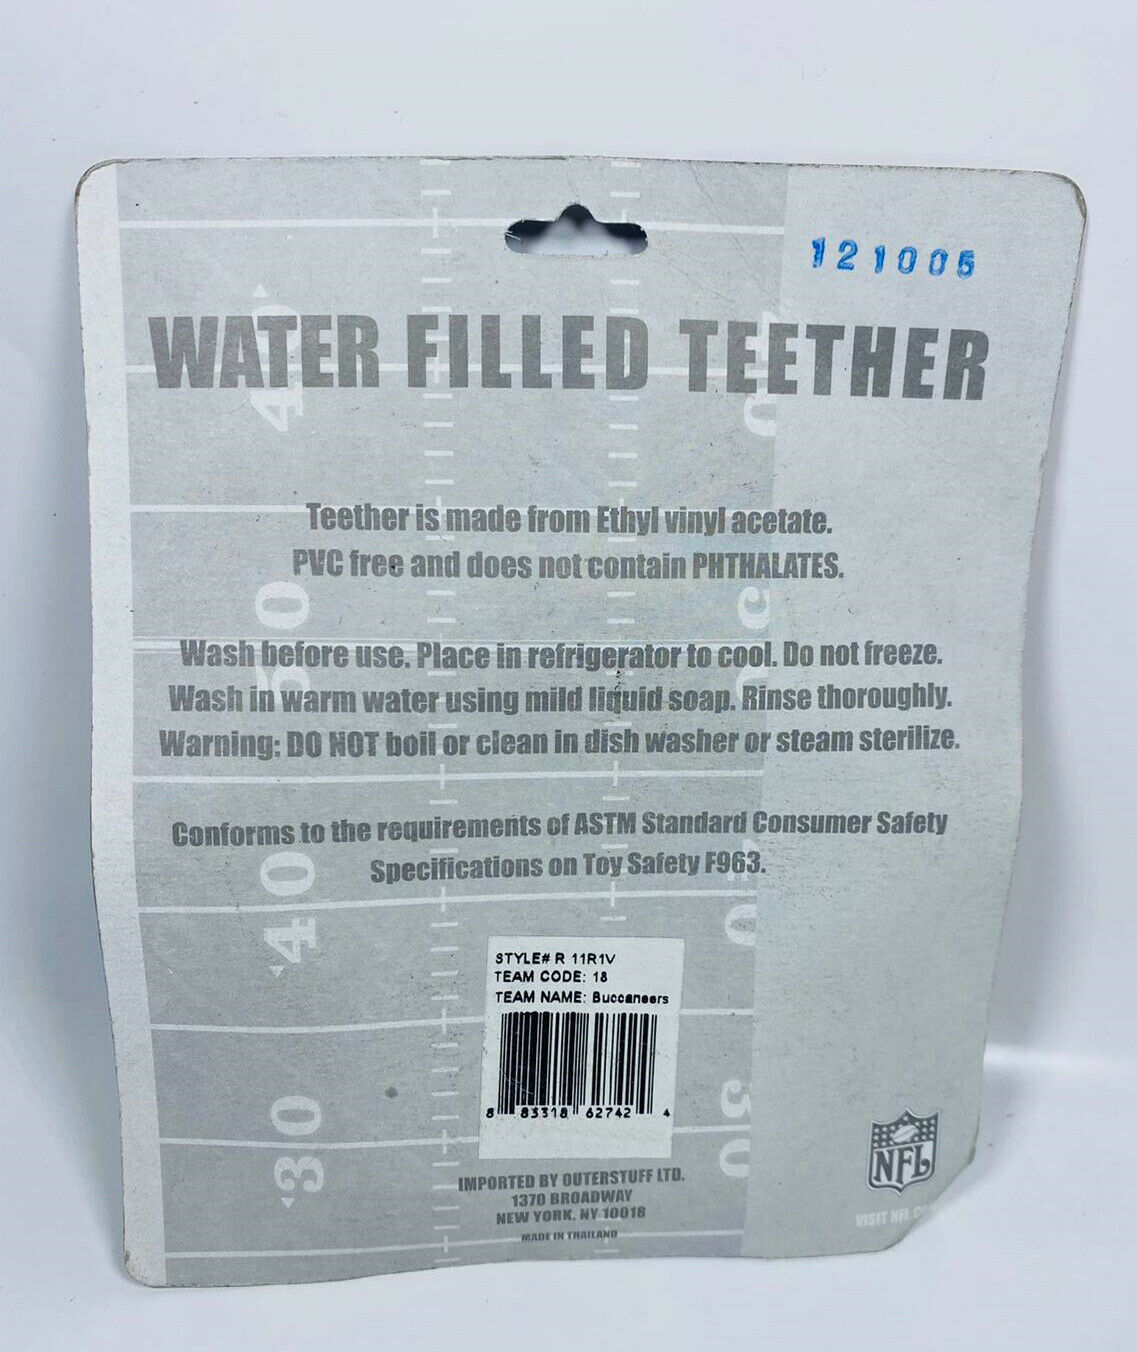 121005
WATER FILLED TEETHER
Teether is made from Ethyl vinyl acetate.
PVC free and does not contain PHTHALATES.
Wash before use. Place in refrigerator to cool. Do not freeze.
Wash in warm water using mild liquid soap. Rinse thoroughly.
Warning: DO NOT boil or clean in dish washer or steam sterilize.
Conforms to the requirements of ASTM Standard Consumer Safety
Specifications on Toy Safety F963.
STYLE# R 11R1V
TEAM CODE: 18
TEAM NAME: Buccaneers
8 83318 62742 4
IMPORTED BY OUTERSTUFF LTD.
1370 BROADWAY
NEW YORK, NY 10018
MADE IN THAILAND
NFL
VISIT NFL
40
50
40
30